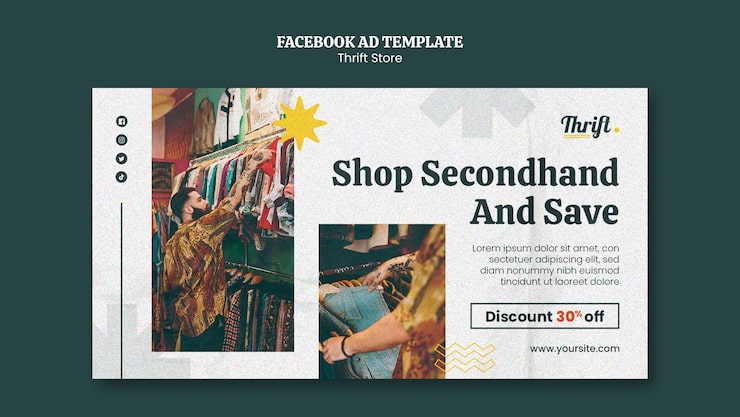 FACEBOOK AD TEMPLATE
Thrift Store
Thrift.
Shop Secondhand
And Save
Lorem ipsum dolor sit amet, con
sectetuer adipiscing elit, sed
diam nonummy nibh euismod
tincidunt ut laoreet dolore
Discount 30% off
www.yoursite.com